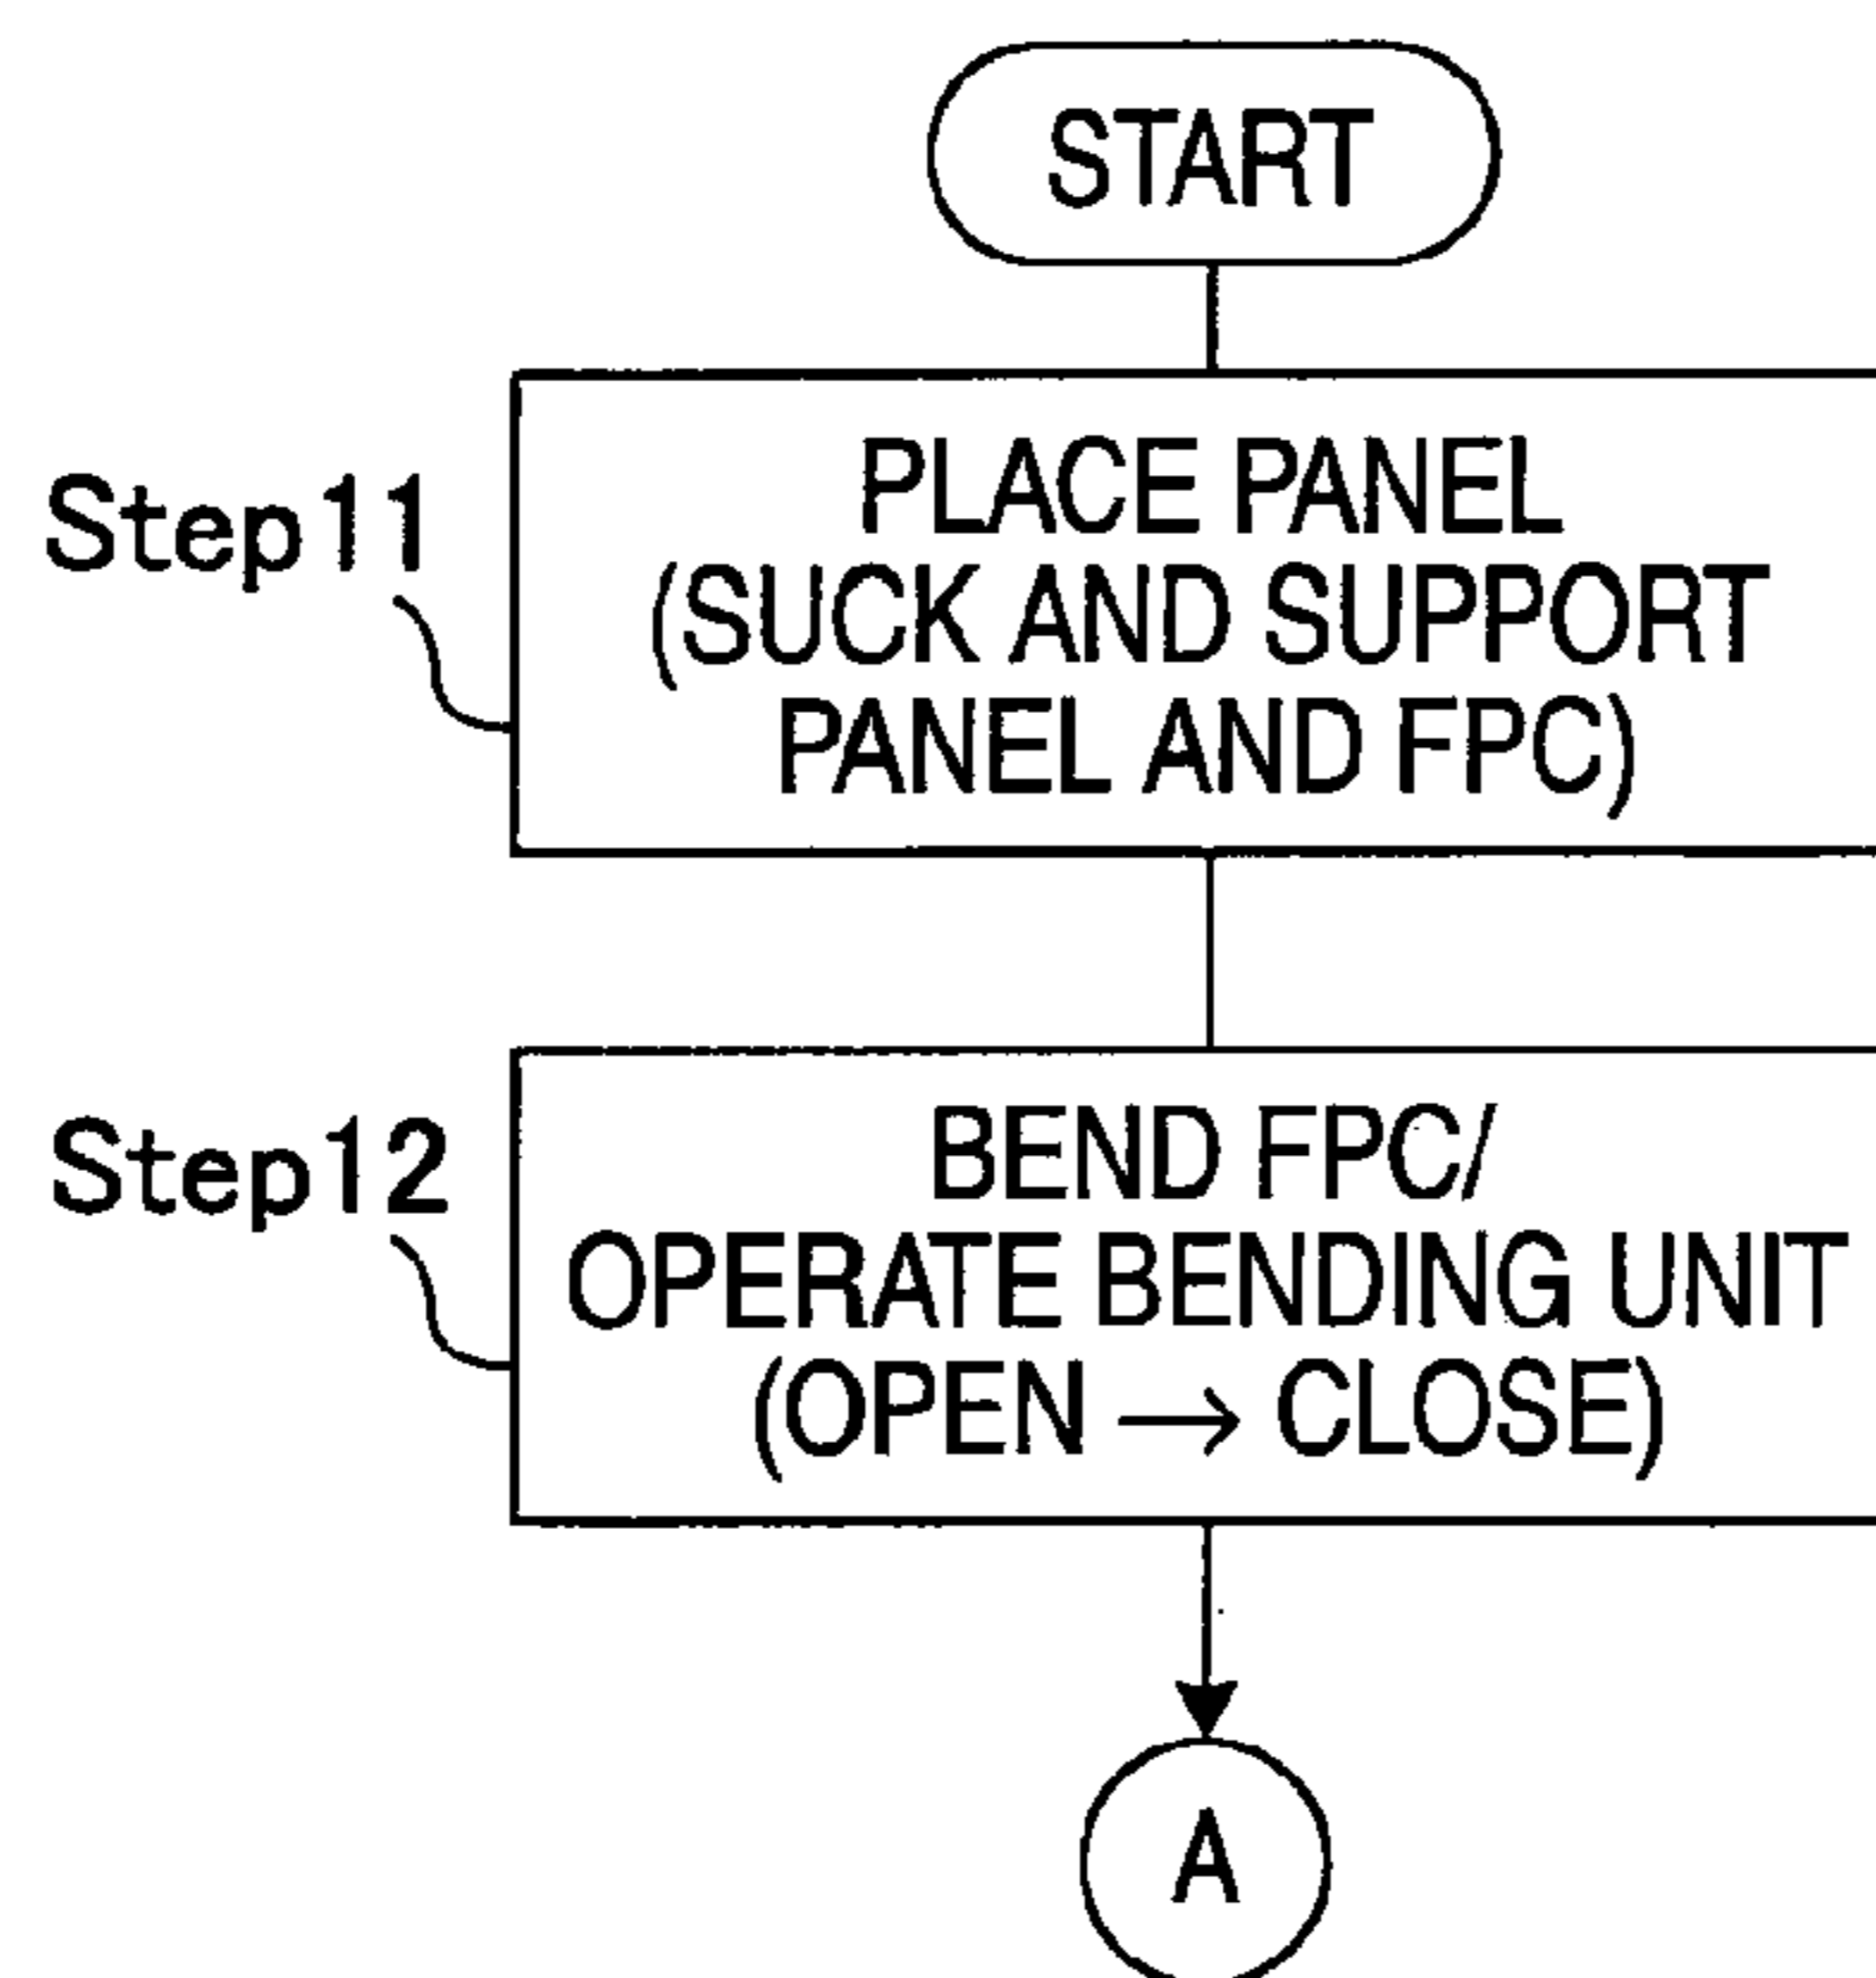 START
Step11
PLACE PANEL
(SUCK AND SUPPORT
PANEL AND FPC)
Step12
BEND FPC/
OPERATE BENDING UNIT
(OPEN → CLOSE)
A